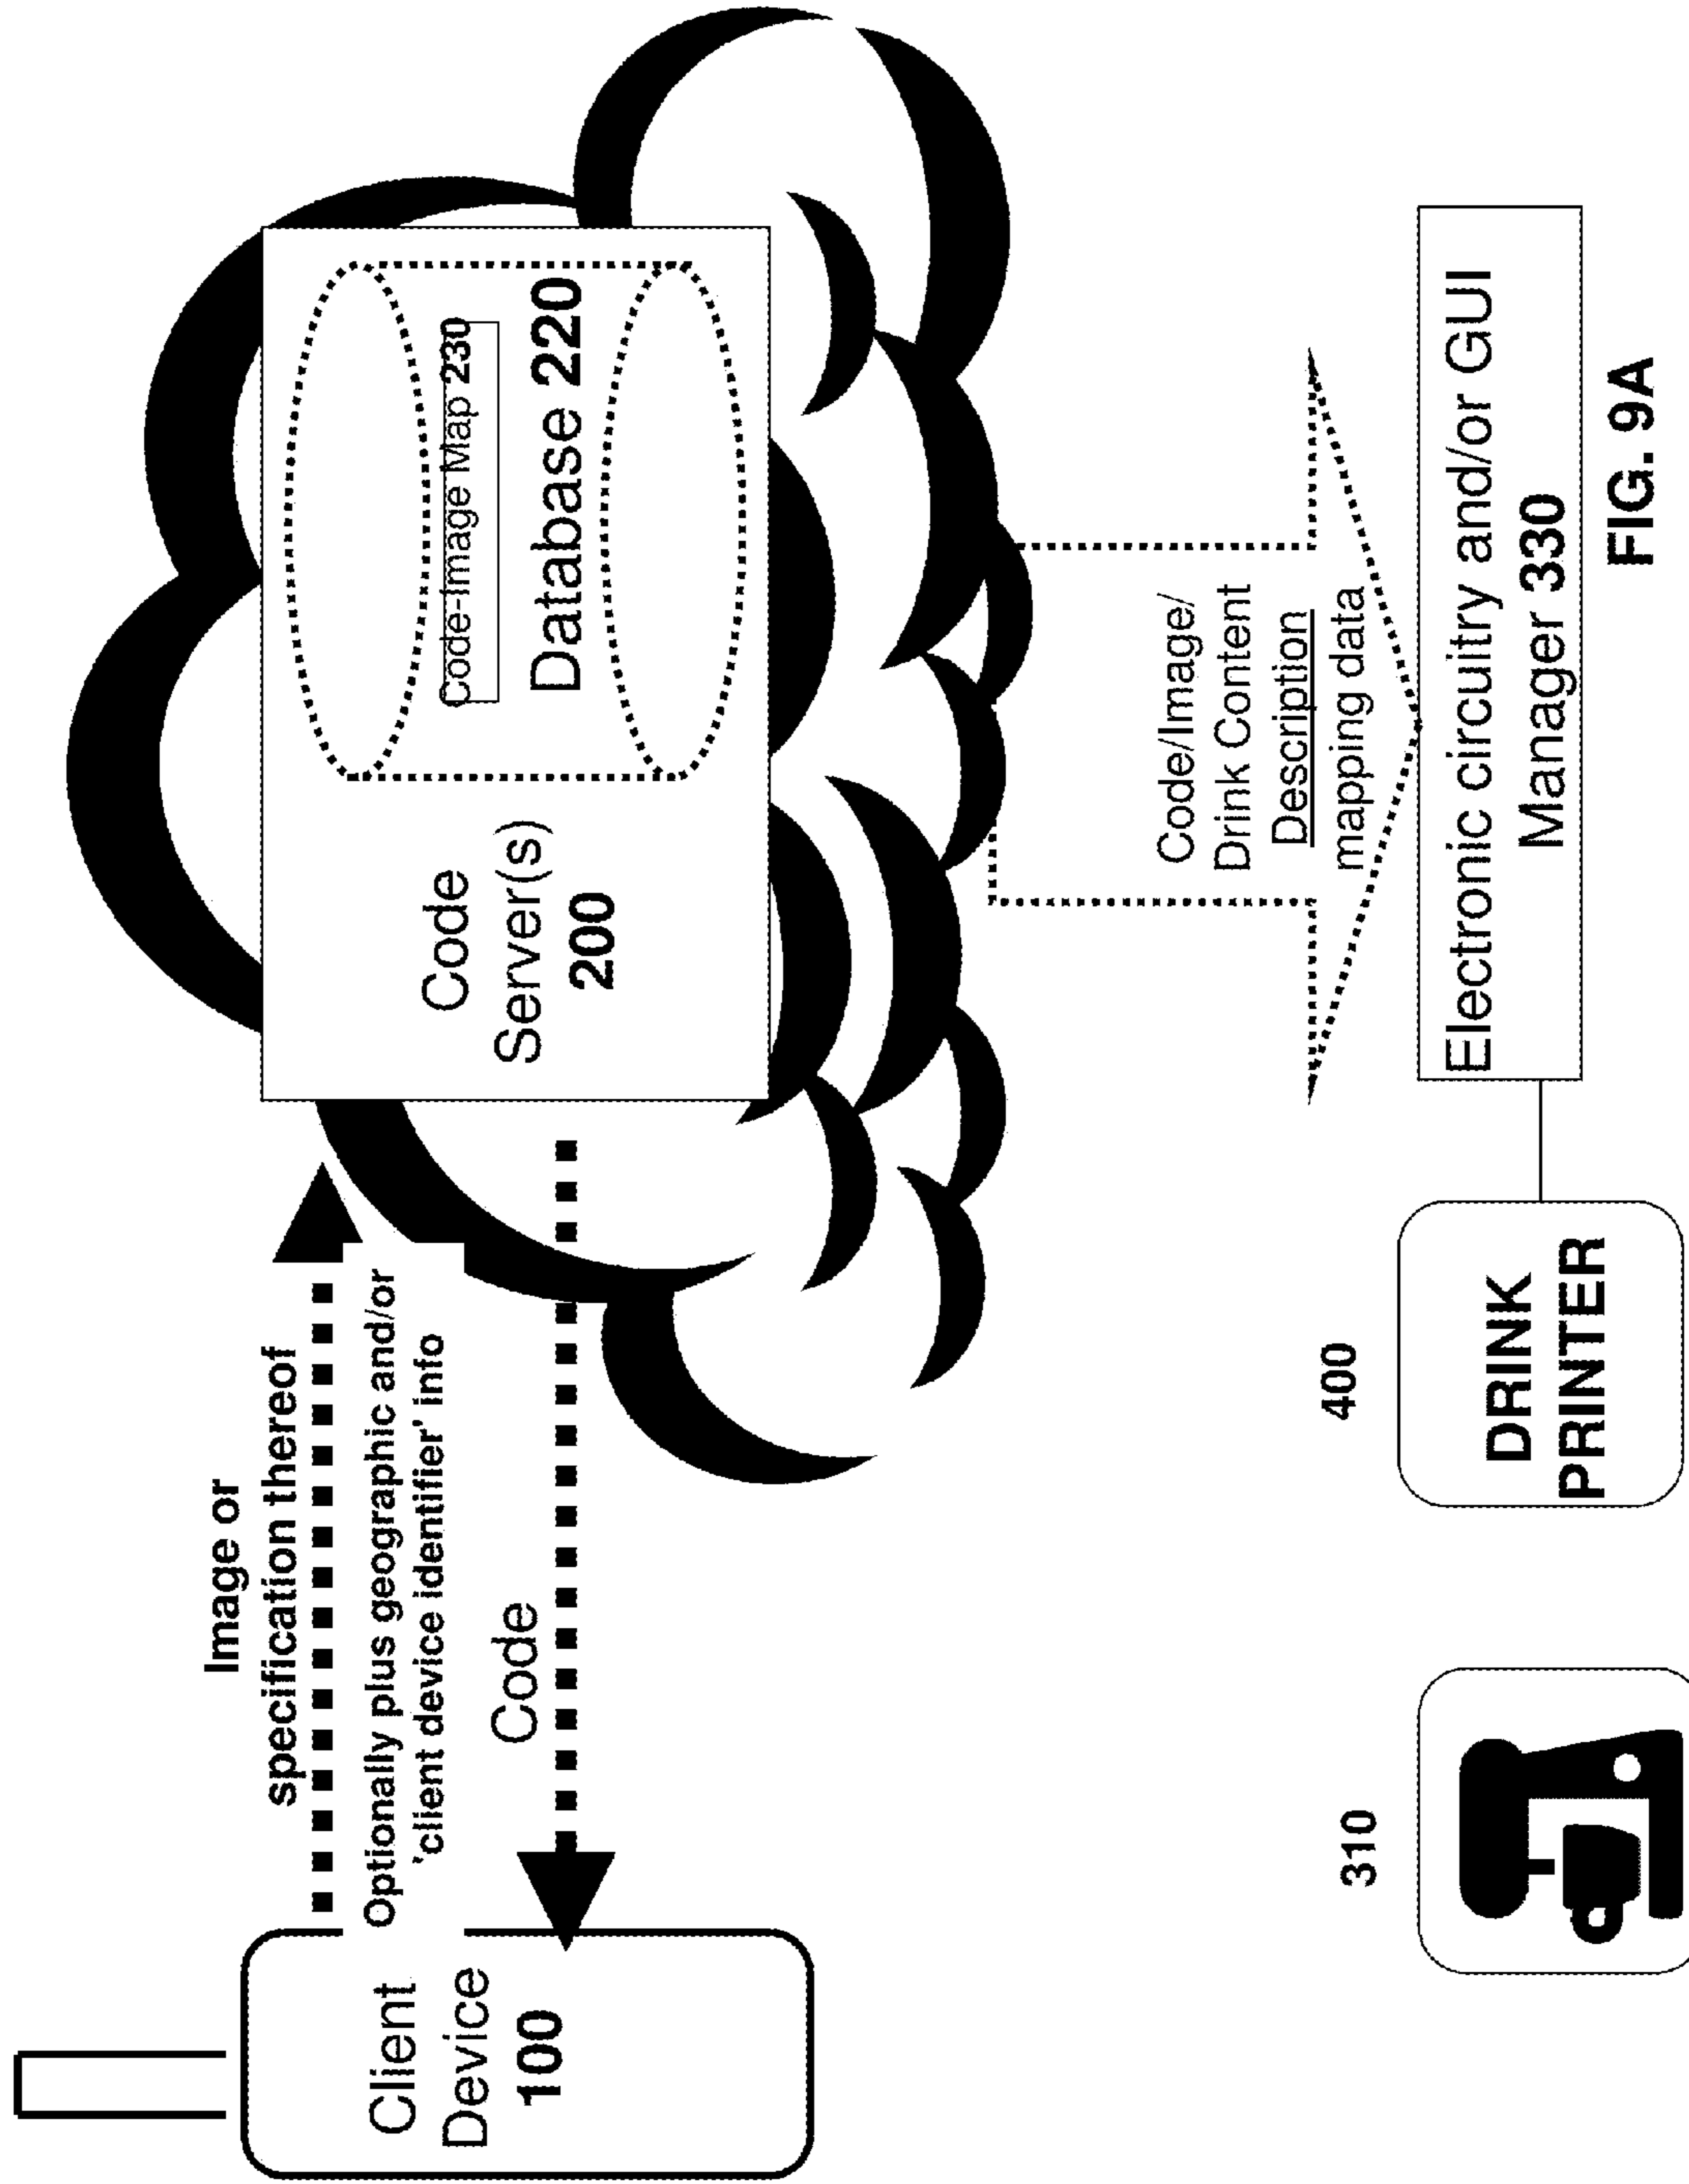 Image or
specification thereof
Optionally plus geographic and/or
'client device identifier' info
Code
Client
Device
100
Code
Server(s)
200
Code-Image Map 230
Database 220
Code/Image/
Drink Content
Description
mapping data
310
400
DRINK
PRINTER
Electronic circuitry and/or GUI
Manager 330
FIG. 9A